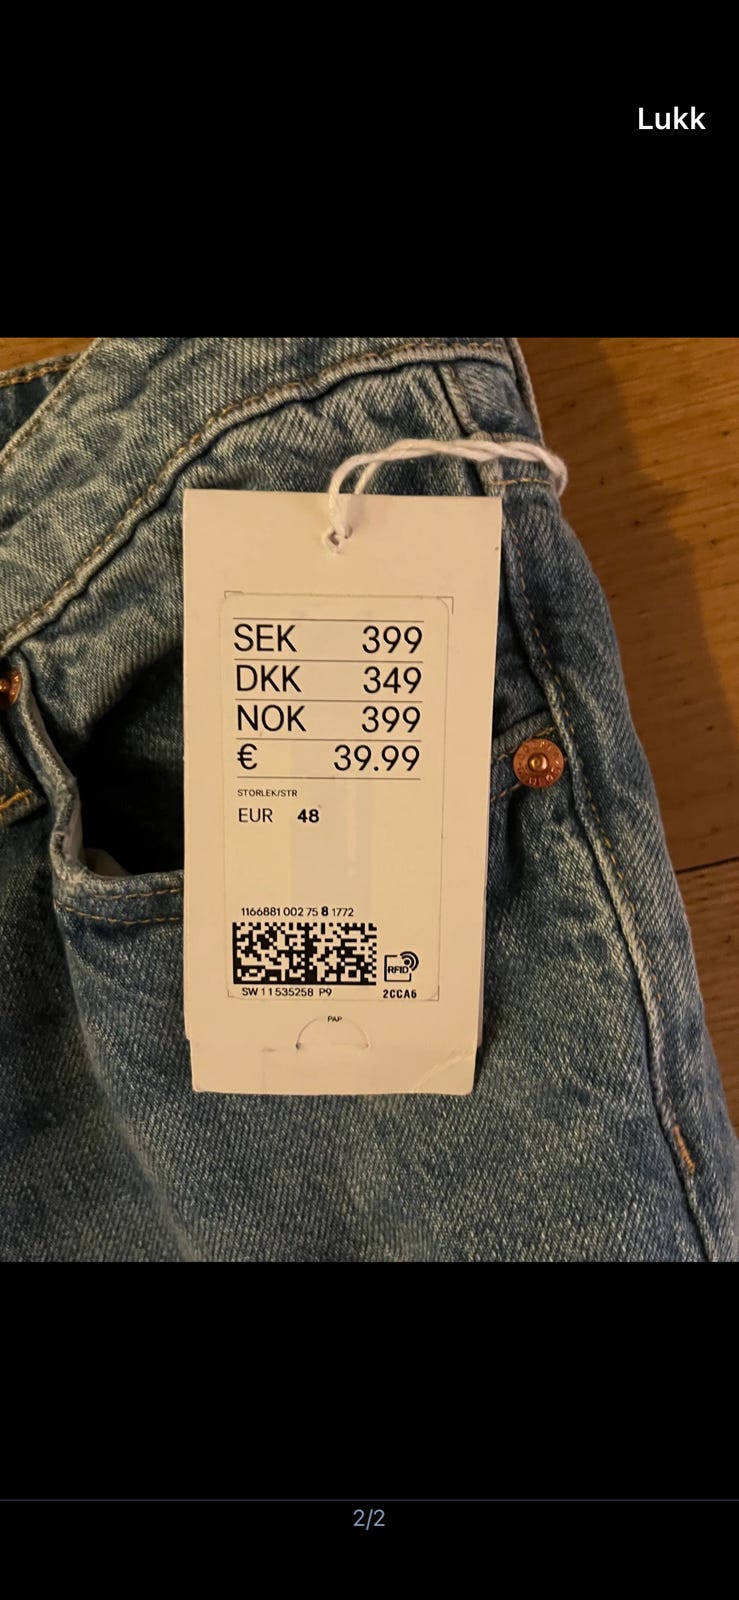 Lukk
SEK 399
DKK 349
NOK 399
€ 39.99
STORLEK/STR
EUR 48
1166881 002 75 8 1772
RFID
SW 11 535258 P9 2CCA6
PAP
2/2